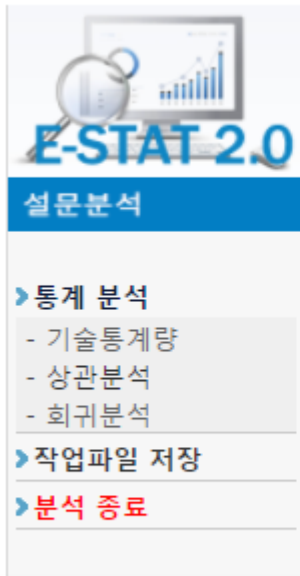 E-STAT 2.0
설문분석
통계 분석
- 기술통계량
- 상관분석
- 회귀분석
작업파일 저장
분석 종료